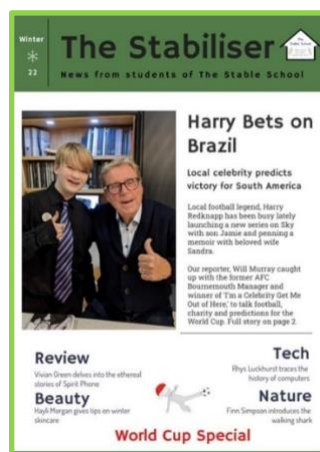 Winter
22
The Stabiliser
The
Stable School
News from students of The Stable School
Harry Bets on
Brazil
Local celebrity predicts
victory for South America
Local football legend, Harry
Redknapp has been busy lately
launching a new series on Sky
with son Jamie and penning a
memoir with beloved wife
Sandra.
Our reporter, Will Murray caught
up with the former AFC
Bournemouth Manager and
winner of 'I'm a Celebrity Get Me
Out of Here,' to talk football,
charity and predictions for the
World Cup. Full story on page 2.
Review
Vivian Green delves into the ethereal
stories of Spirit Phone
Beauty
Hayli Morgan gives tips on winter
skincare
Tech
Rhys Luckhurst traces the
history of computers
Nature
Finn Simpson introduces the
walking shark
World Cup Special